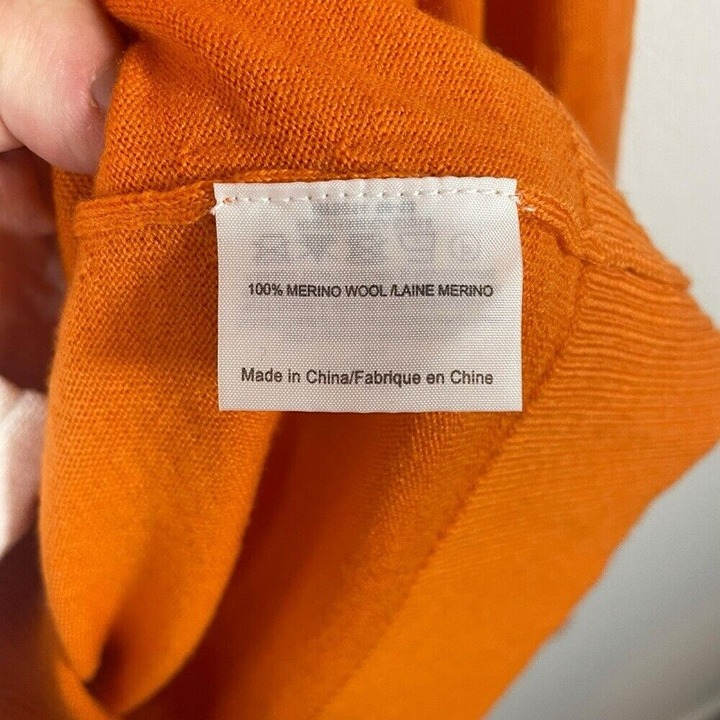 100% MERINO WOOL /LAINE MERINO
Made in China/Fabrique en Chine